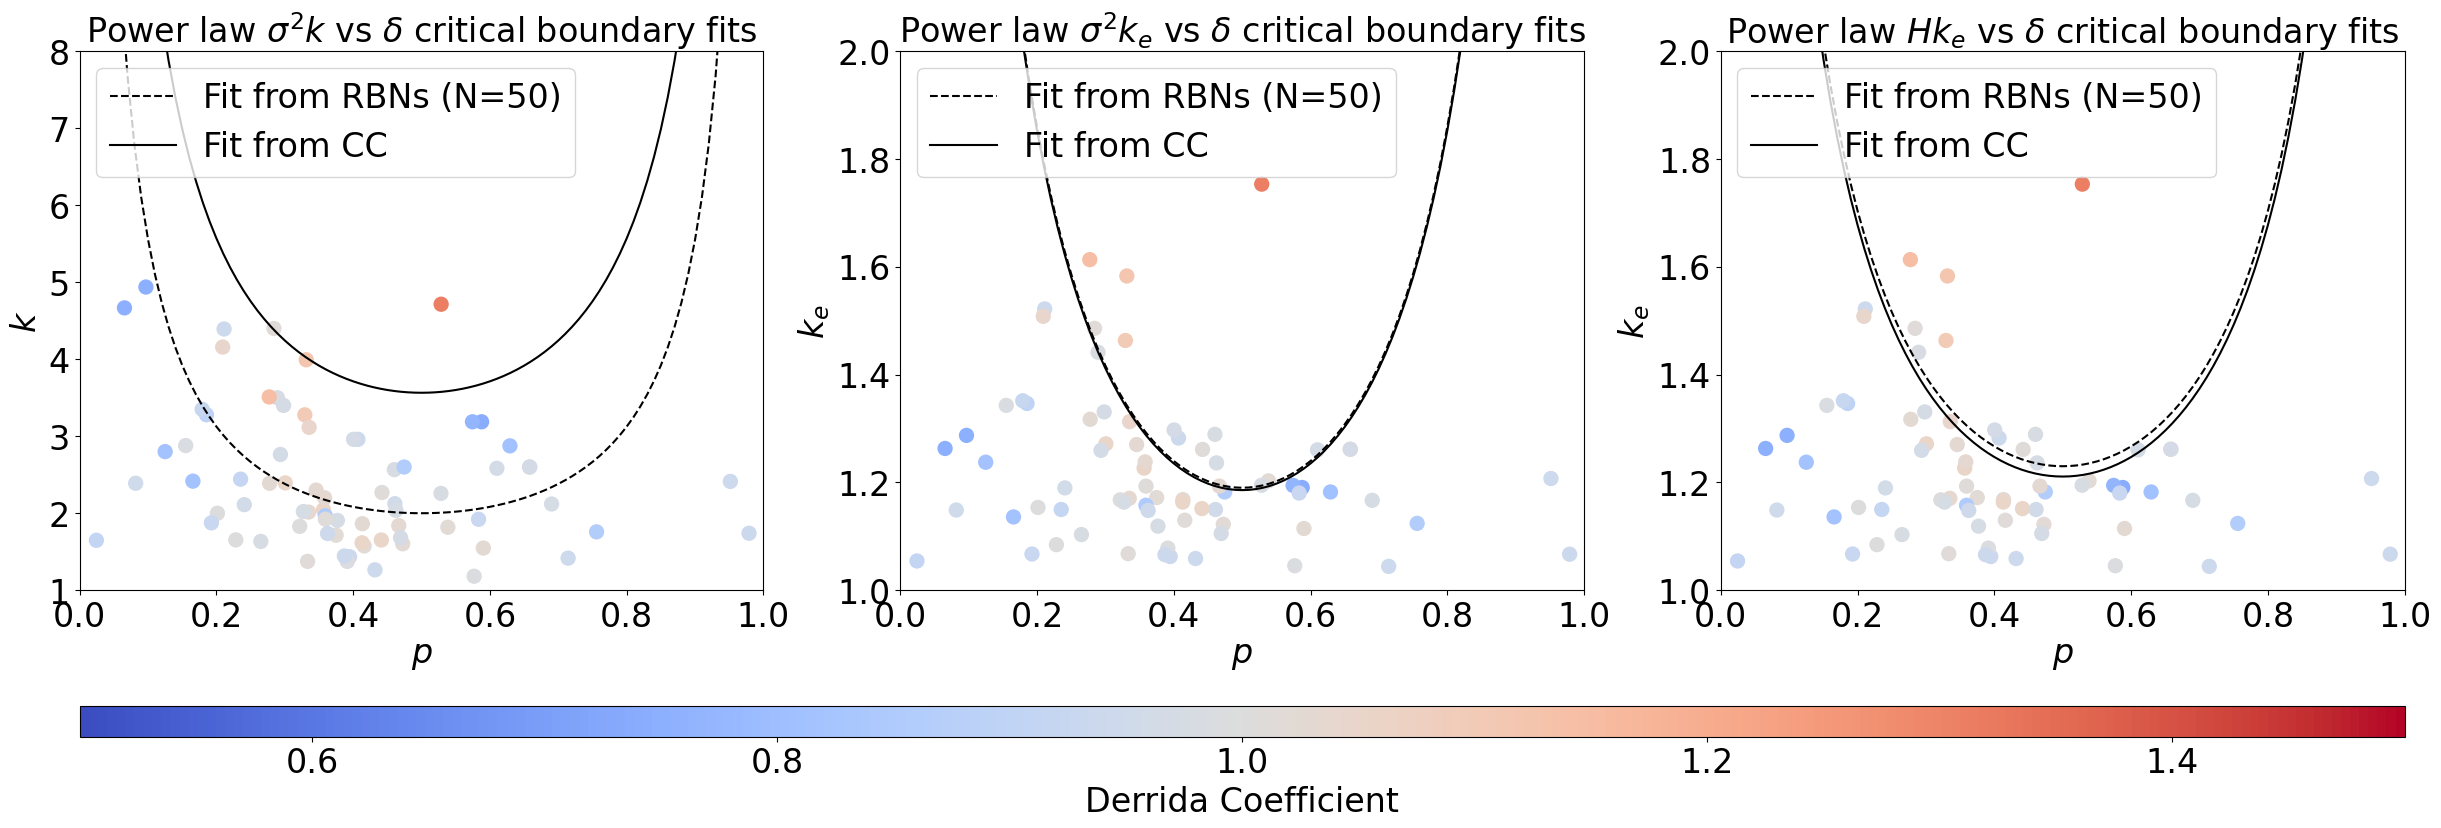 Power law σ²k vs δ critical boundary fits
8
7
6
5
4
3
2
1
k
Fit from RBNs (N=50)
Fit from CC
0.0 0.2 0.4 0.6 0.8 1.0
p
Power law σ²kₑ vs δ critical boundary fits
2.0
1.8
1.6
1.4
1.2
1.0
kₑ
Fit from RBNs (N=50)
Fit from CC
0.0 0.2 0.4 0.6 0.8 1.0
p
Power law Hkₑ vs δ critical boundary fits
2.0
1.8
1.6
1.4
1.2
1.0
kₑ
Fit from RBNs (N=50)
Fit from CC
0.0 0.2 0.4 0.6 0.8 1.0
p
0.6 0.8 1.0 1.2 1.4
Derrida Coefficient